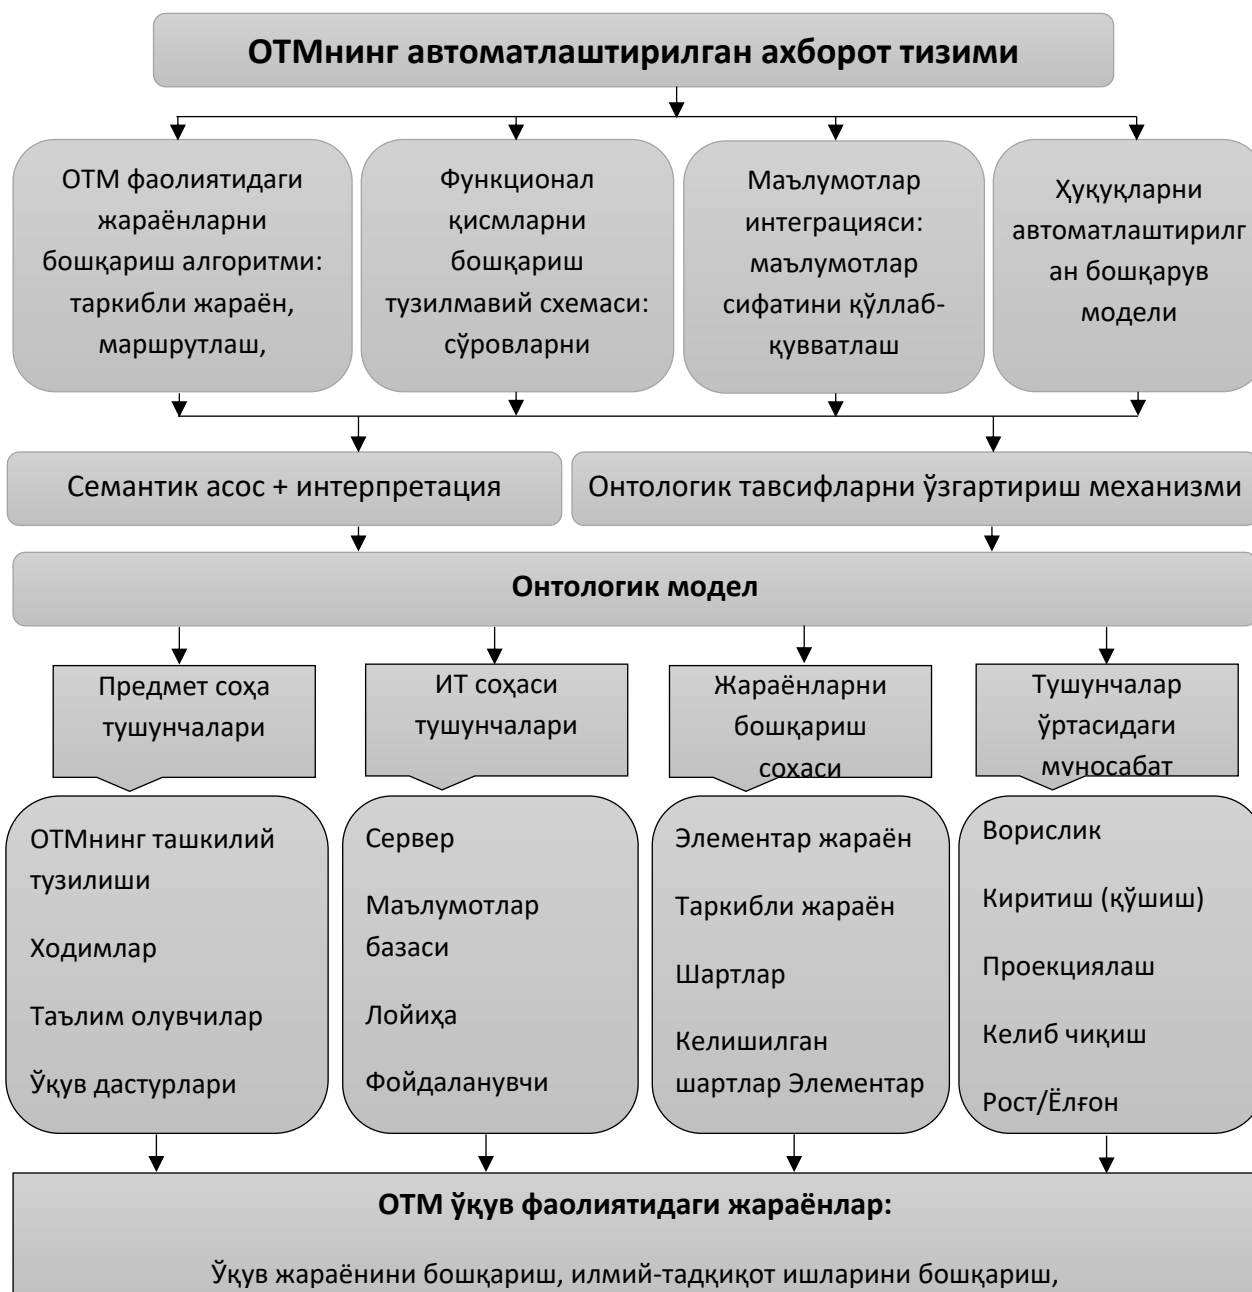 ОТМнинг автоматлаштирилган ахборот тизими
ОТМ фаолиятидаги
жараёнларни
бошқариш алгоритми:
таркибли жараён,
маршрутлаш,
Функционал
қисмларни
бошқариш
тузилмавий схемаси:
сўровларни
Маълумотлар
интеграцияси:
маълумотлар
сифатини қўллаб-
қувватлаш
Ҳуқуқларни
автоматлаштирилг
ан бошқарув
модели
Семантик асос + интерпретация
Онтологик тавсифларни ўзгартириш механизми
Онтологик модел
Предмет соҳа
тушунчалари
ИТ соҳаси
тушунчалари
Жараёнларни
бошқариш
соҳаси
Тушунчалар
ўртасидаги
муносабат
ОТМнинг ташкилий
тузилиши
Ходимлар
Таълим олувчилар
Ўқув дастурлари
Сервер
Маълумотлар
базаси
Лойиҳа
Фойдаланувчи
Элементар жараён
Таркибли жараён
Шартлар
Келишилган
шартлар Элементар
Ворислик
Киритиш (қўшиш)
Проекциялаш
Келиб чиқиш
Рост/Ёлғон
ОТМ ўқув фаолиятидаги жараёнлар:
Ўқув жараёнини бошқариш, илмий-тадқиқот ишларини бошқариш,